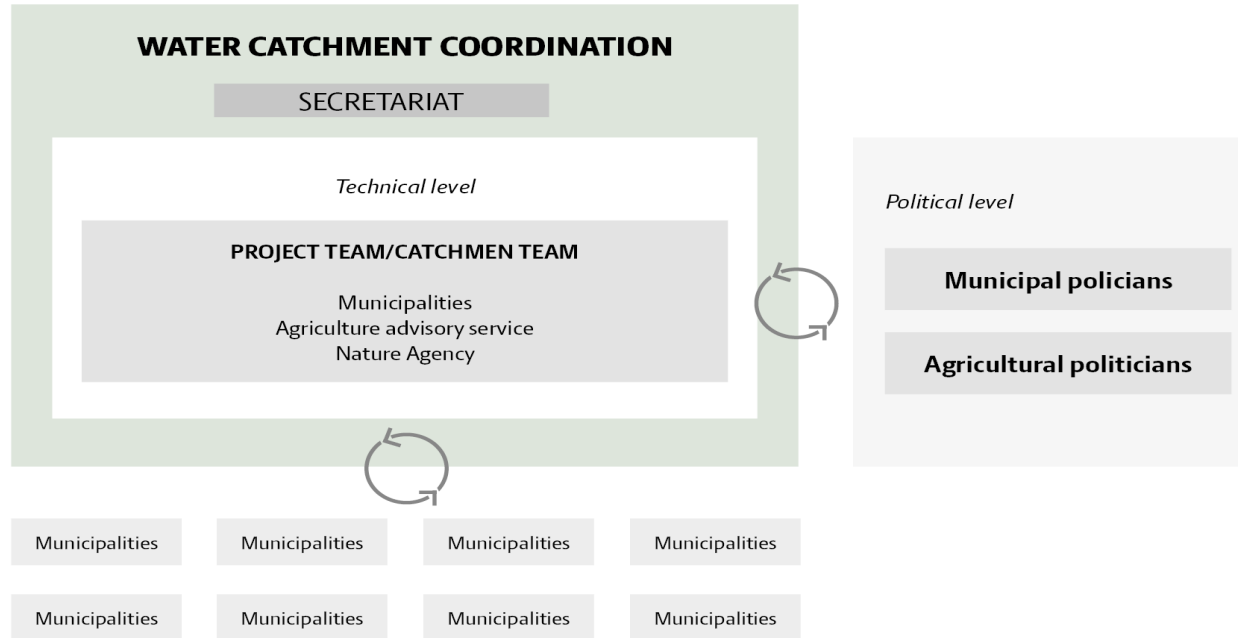 WATER CATCHMENT COORDINATION
SECRETARIAT
Technical level
PROJECT TEAM/CATCHMEN TEAM
Municipalities
Agriculture advisory service
Nature Agency
Political level
Municipal policians
Agricultural politicians
Municipalities Municipalities Municipalities Municipalities
Municipalities Municipalities Municipalities Municipalities